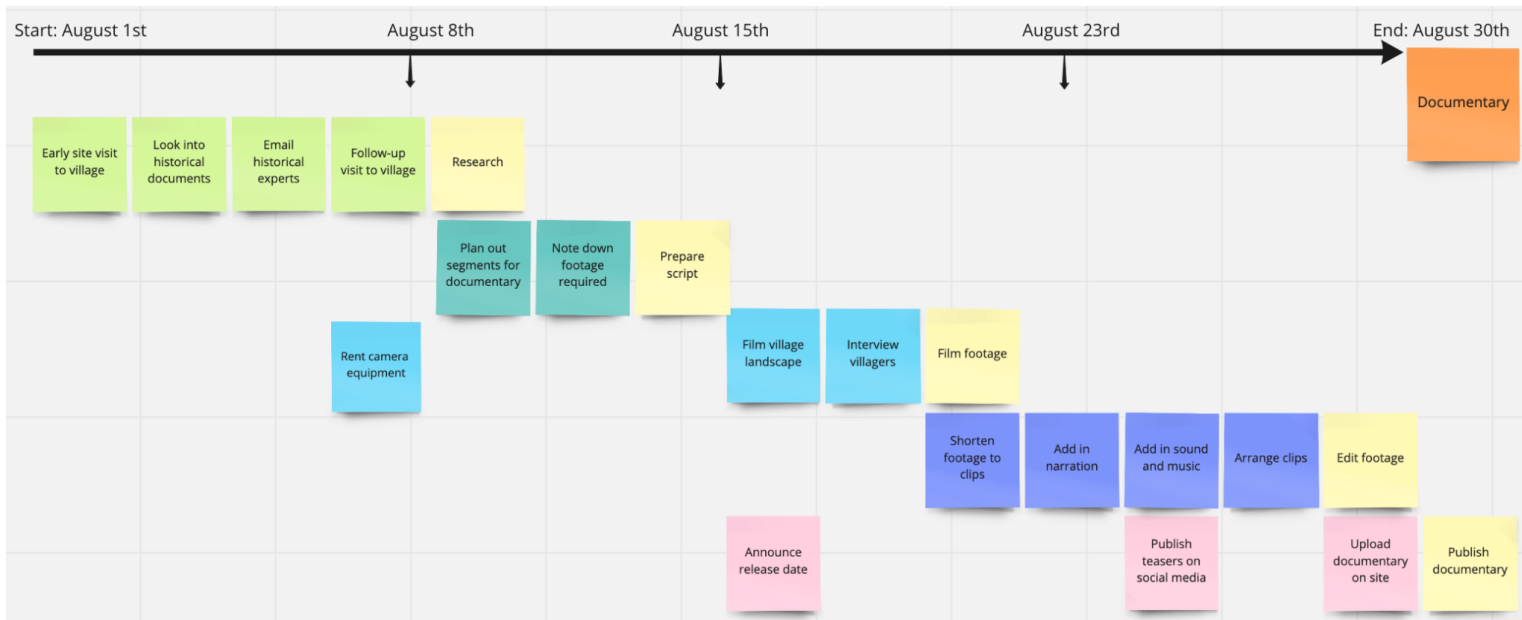 Start: August 1st
August 8th
August 15th
August 23rd
End: August 30th
Documentary
Early site visit
to village
Look into
historical
documents
Email
historical
experts
Follow-up
visit to village
Research
Plan out
segments for
documentary
Note down
footage
required
Prepare
script
Rent camera
equipment
Film village
landscape
Interview
villagers
Film footage
Shorten
footage to
clips
Add in
narration
Add in sound
and music
Arrange clips
Edit footage
Announce
release date
Publish
teasers on
social media
Upload
documentary
on site
Publish
documentary